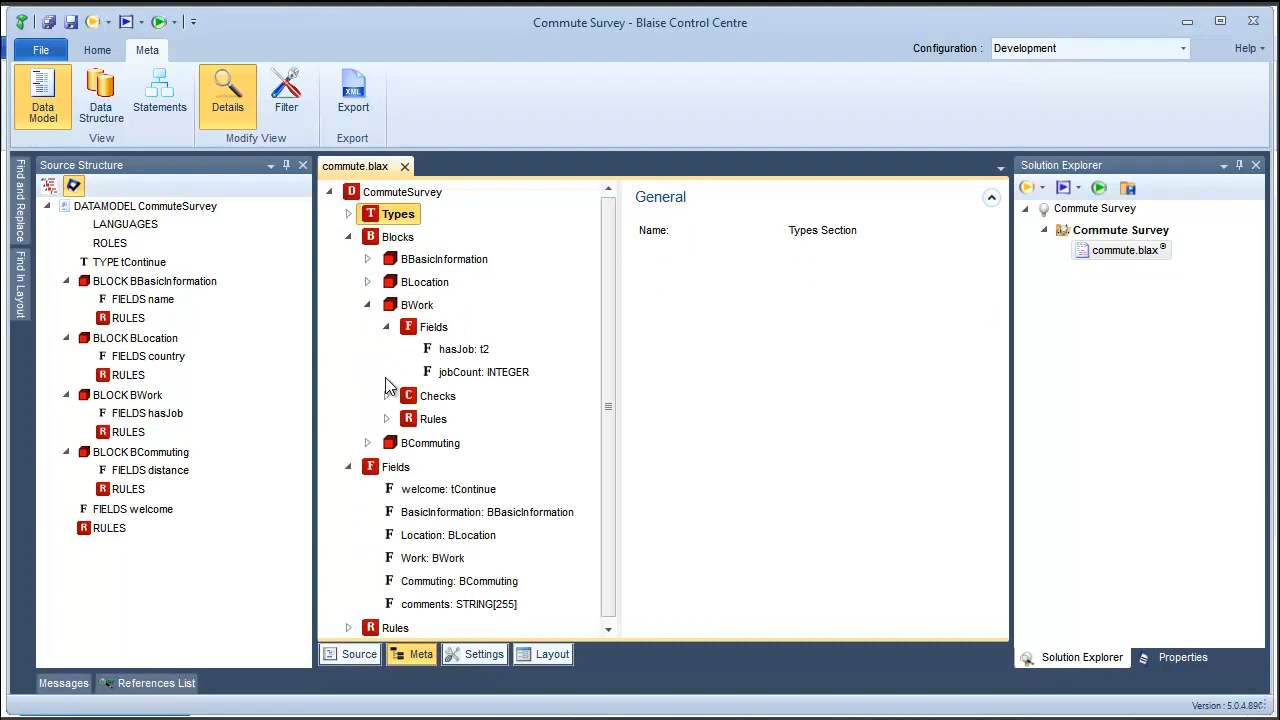 Commute Survey - Blaise Control Centre
File
Home
Meta
Configuration :
Development
Help
Data Model
Data Structure
Statements
View
Details
Filter
Modify View
XML
Export
Export
Find and Replace
Find In Layout
Source Structure
DATAMODEL CommuteSurvey
LANGUAGES
ROLES
T TYPE tContinue
BLOCK BBasicInformation
F FIELDS name
R RULES
BLOCK BLocation
F FIELDS country
R RULES
BLOCK BWork
F FIELDS hasJob
R RULES
BLOCK BCommuting
F FIELDS distance
R RULES
F FIELDS welcome
R RULES
commute.blax
D CommuteSurvey
T Types
B Blocks
BBasicInformation
BLocation
BWork
F Fields
F hasJob: t2
F jobCount: INTEGER
C Checks
R Rules
BCommuting
F Fields
F welcome: tContinue
F BasicInformation: BBasicInformation
F Location: BLocation
F Work: BWork
F Commuting: BCommuting
F comments: STRING[255]
R Rules
General
Name: Types Section
Source
Meta
Settings
Layout
Solution Explorer
Commute Survey
Commute Survey
commute.blax
Solution Explorer
Properties
Messages
References List